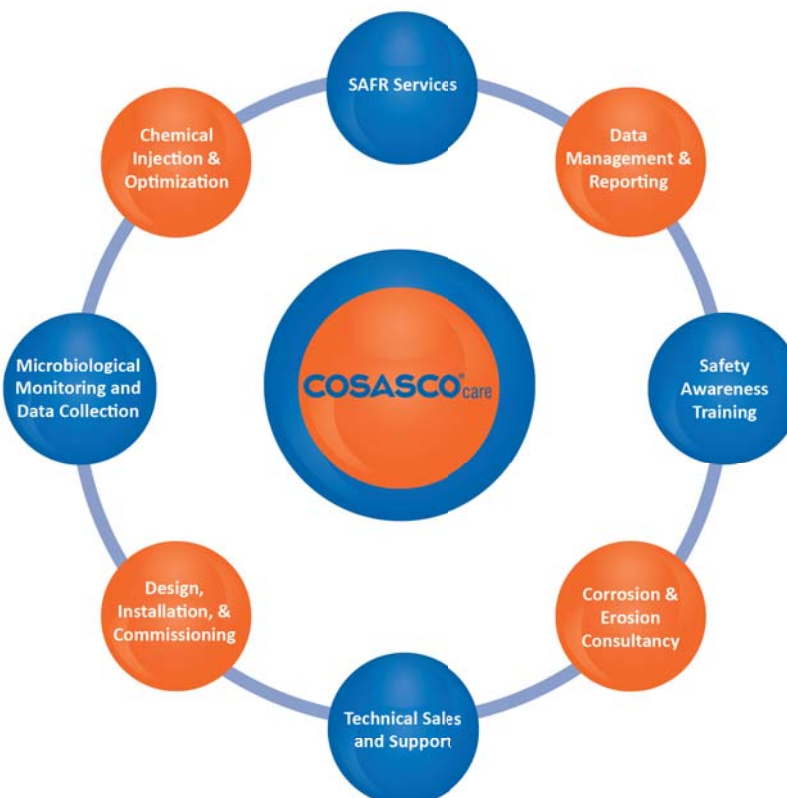 SAFR Services
Data
Management &
Reporting
Safety
Awareness
Training
Corrosion &
Erosion
Consultancy
Technical Sales
and Support
Design,
Installation, &
Commissioning
Microbiological
Monitoring and
Data Collection
Chemical
Injection &
Optimization
COSASCO® care